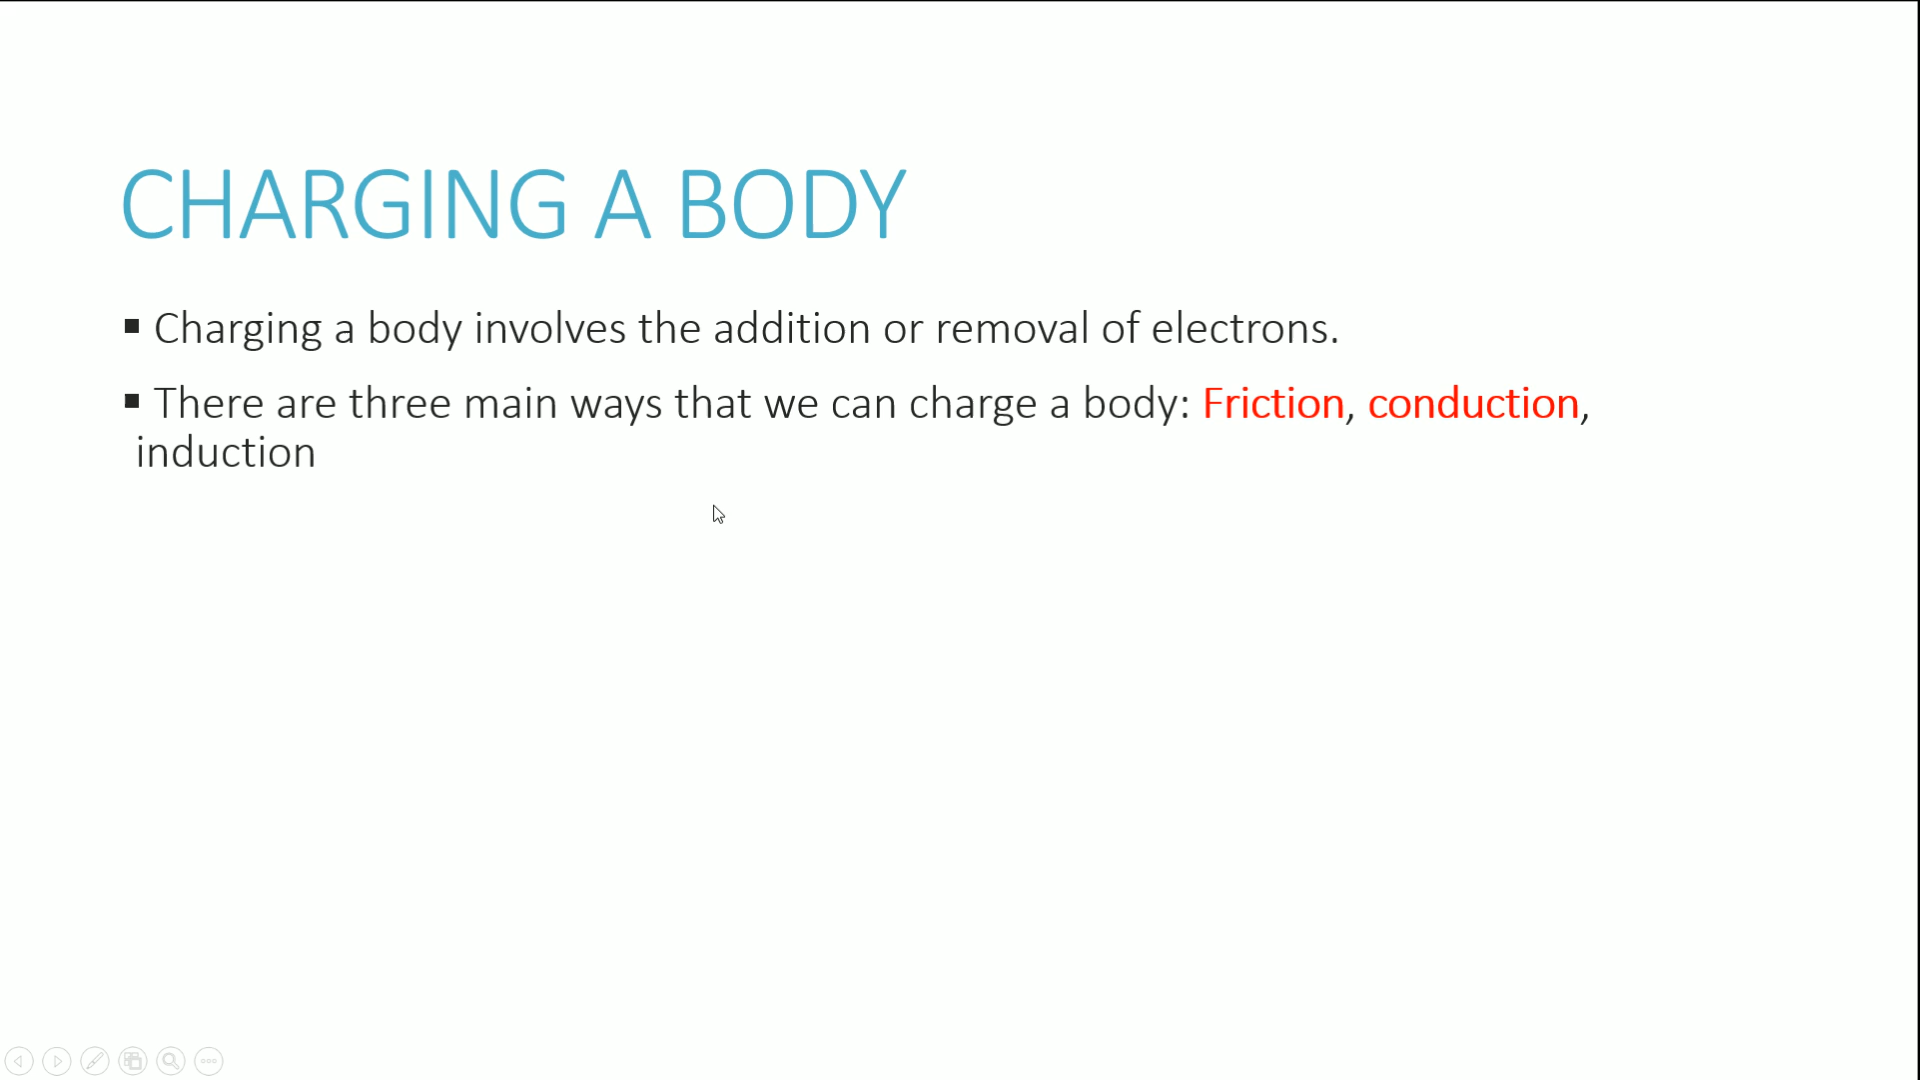 CHARGING A BODY
▪ Charging a body involves the addition or removal of electrons.
▪ There are three main ways that we can charge a body: Friction, conduction,
induction